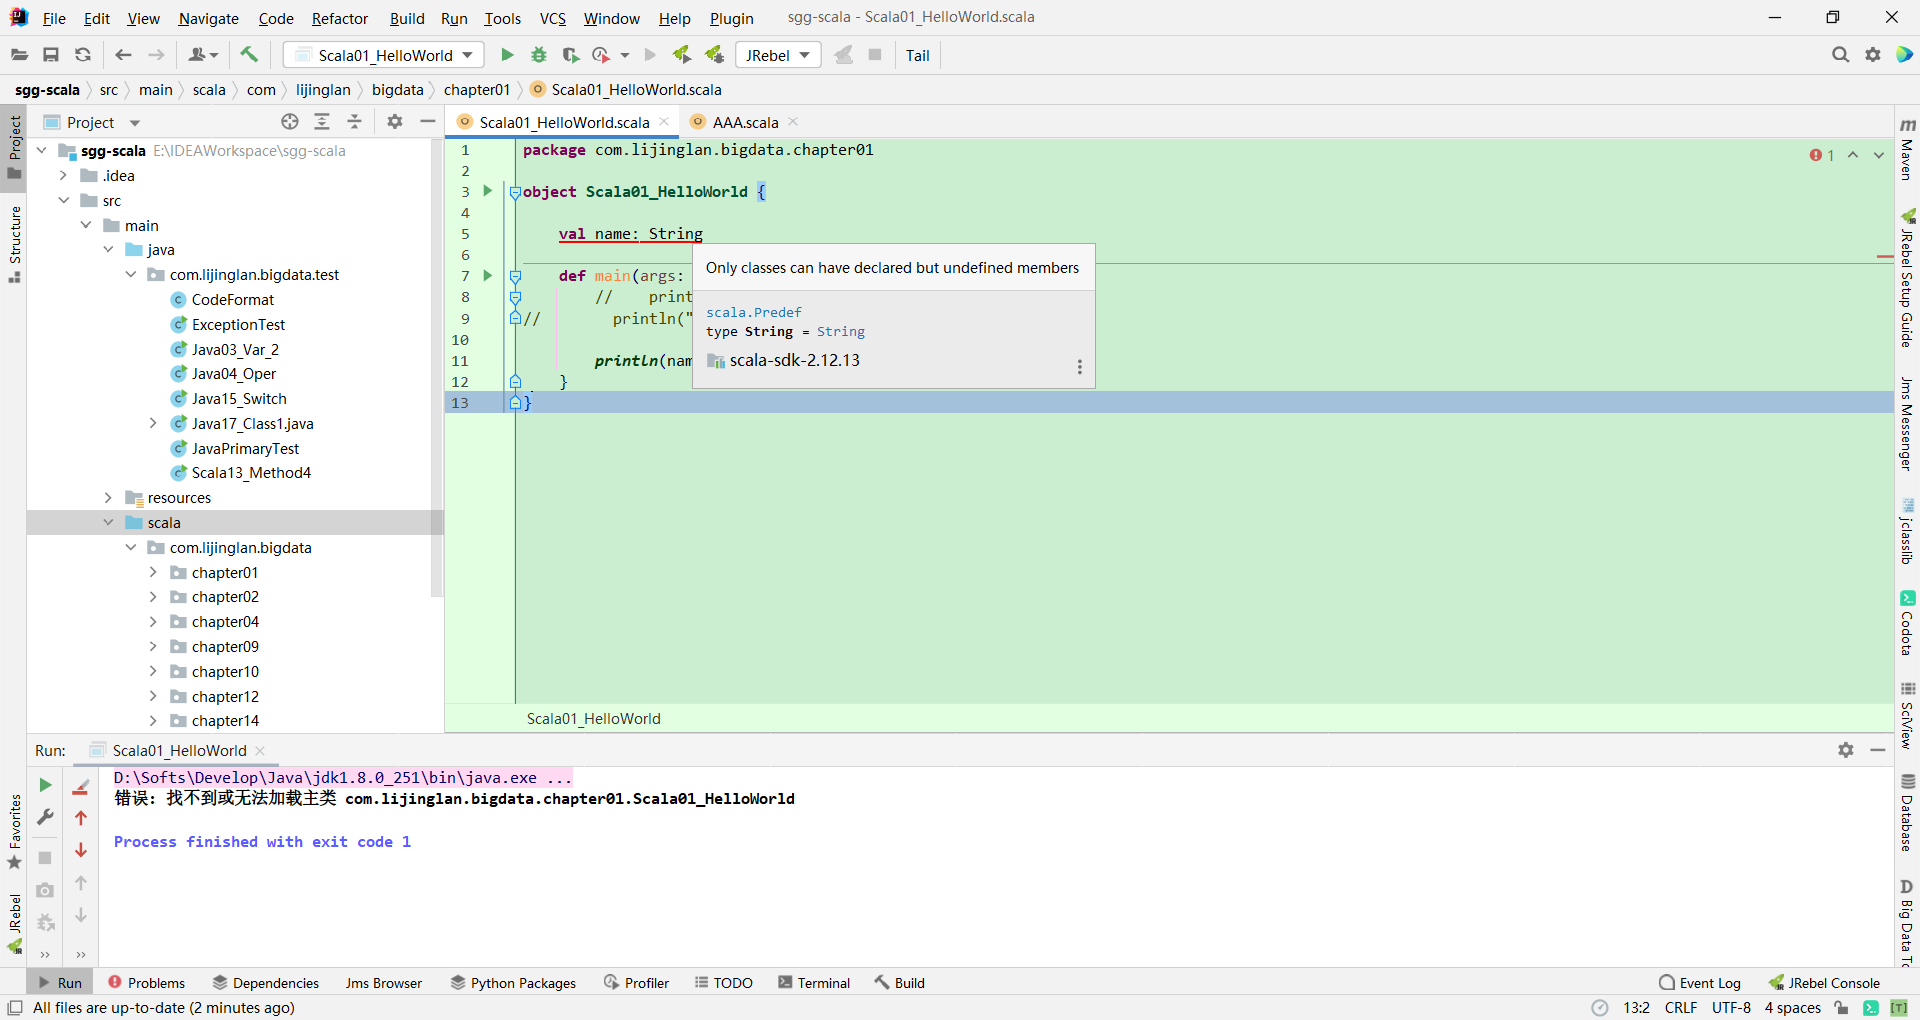 File Edit View Navigate Code Refactor Build Run Tools VCS Window Help Plugin sgg-scala - Scala01_HelloWorld.scala
Scala01_HelloWorld JRebel Tail
sgg-scala src main scala com lijinglan bigdata chapter01 Scala01_HelloWorld.scala
Project
Scala01_HelloWorld.scala AAA.scala
sgg-scala E:\IDEAWorkspace\sgg-scala
.idea
src
main
java
com.lijinglan.bigdata.test
CodeFormat
ExceptionTest
Java03_Var_2
Java04_Oper
Java15_Switch
Java17_Class1.java
JavaPrimaryTest
Scala13_Method4
resources
scala
com.lijinglan.bigdata
chapter01
chapter02
chapter04
chapter09
chapter10
chapter12
chapter14
1 package com.lijinglan.bigdata.chapter01
2
3 object Scala01_HelloWorld {
4
5 val name: String
6
7 def main(args:
8 // print
9 // println("
10
11 println(nam
12 }
13 }
1
Only classes can have declared but undefined members
scala.Predef
type String = String
scala-sdk-2.12.13
Scala01_HelloWorld
Project
Structure
Favorites
JRebel
Maven
JRebel Setup Guide
Jms Messenger
jclasslib
Codota
SciView
Database
Big Data To
Run: Scala01_HelloWorld
D:\Softs\Develop\Java\jdk1.8.0_251\bin\java.exe ...
错误: 找不到或无法加载主类 com.lijinglan.bigdata.chapter01.Scala01_HelloWorld
Process finished with exit code 1
Run Problems Dependencies Jms Browser Python Packages Profiler TODO Terminal Build Event Log JRebel Console
All files are up-to-date (2 minutes ago) 13:2 CRLF UTF-8 4 spaces